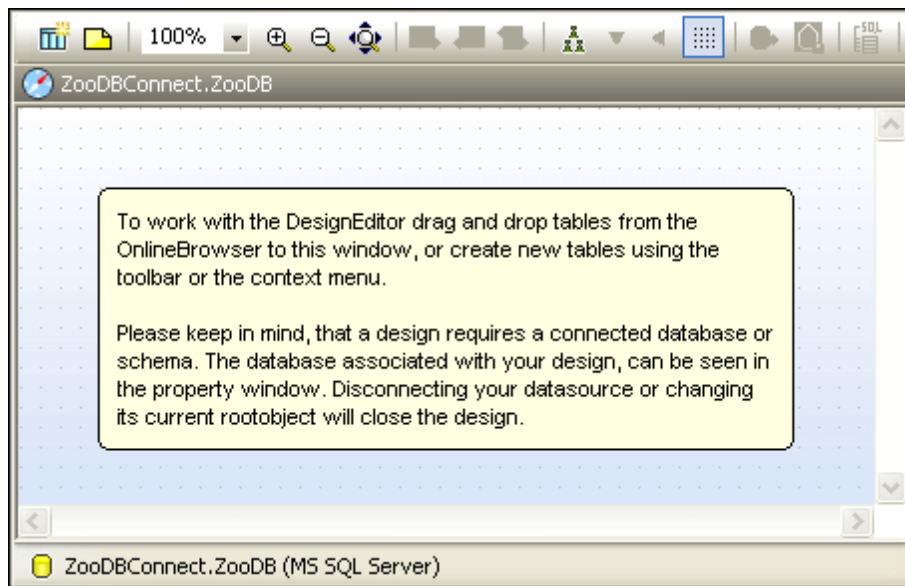 100%
SQL
ZooDBConnect.ZooDB
To work with the DesignEditor drag and drop tables from the
OnlineBrowser to this window, or create new tables using the
toolbar or the context menu.
Please keep in mind, that a design requires a connected database or
schema. The database associated with your design, can be seen in
the property window. Disconnecting your datasource or changing
its current rootobject will close the design.
ZooDBConnect.ZooDB (MS SQL Server)